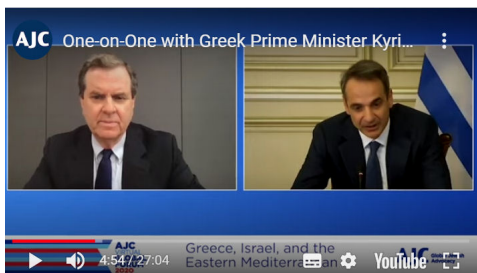 AJC One-on-One with Greek Prime Minister Kyri...
AJC
2020
Greece, Israel, and the
Eastern Mediterranean
4:54 / 27:04
YouTube